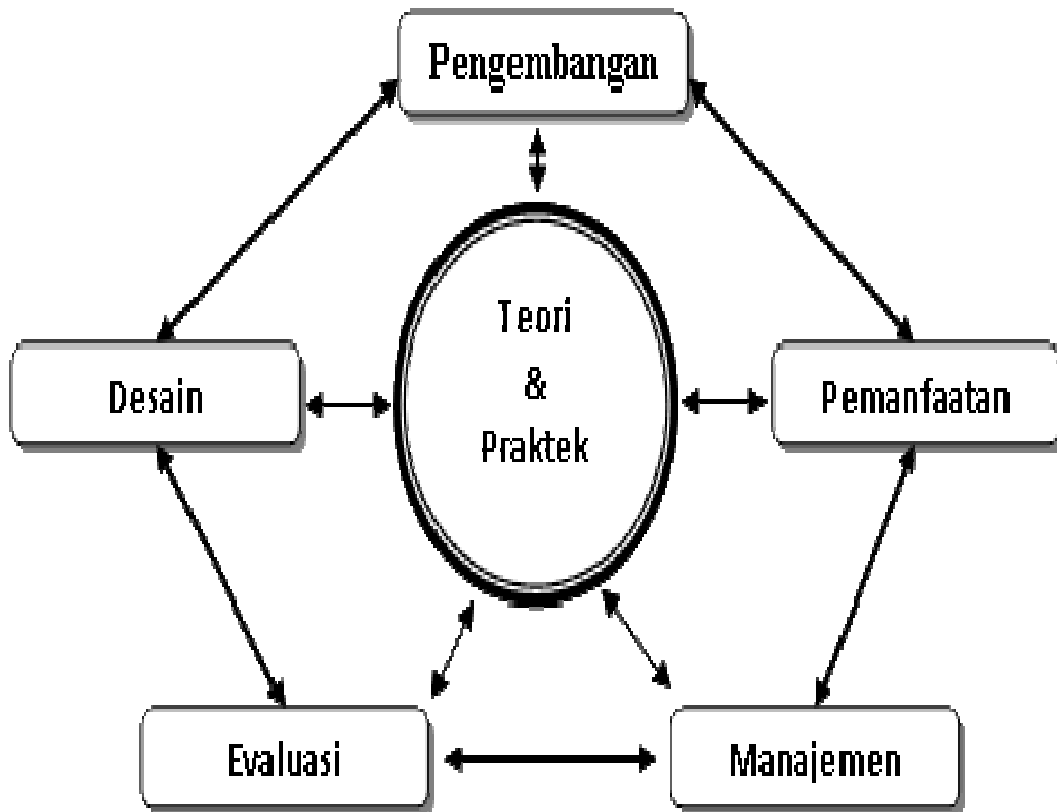 Pengembangan
Teori
&
Praktek
Desain
Pemanfaatan
Evaluasi
Manajemen